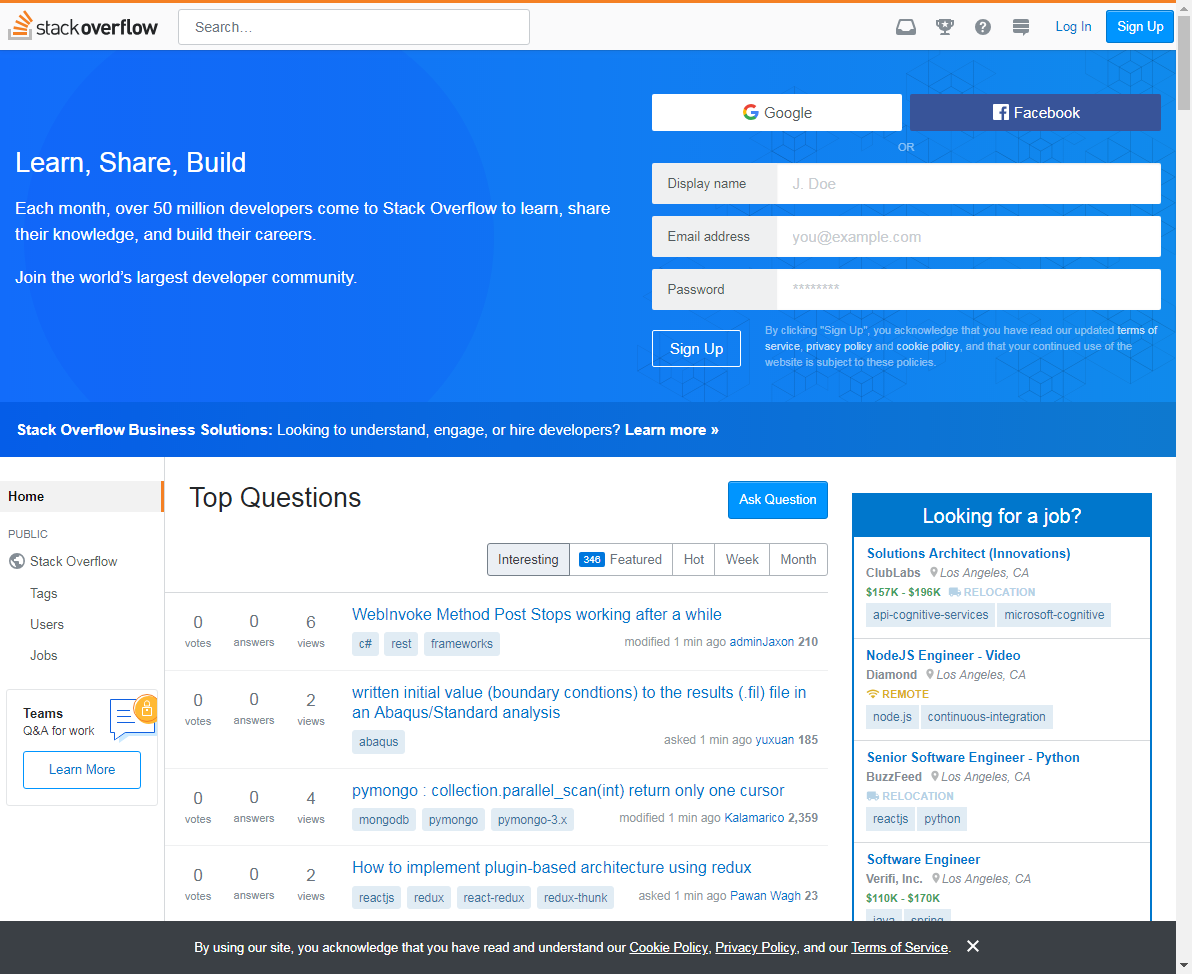 stackoverflow
Search…
Log In
Sign Up
Google
Facebook
OR
Learn, Share, Build
Each month, over 50 million developers come to Stack Overflow to learn, share
their knowledge, and build their careers.
Join the world’s largest developer community.
Display name
J. Doe
Email address
you@example.com
Password
********
Sign Up
By clicking "Sign Up", you acknowledge that you have read our updated terms of
service, privacy policy and cookie policy, and that your continued use of the
website is subject to these policies.
Stack Overflow Business Solutions: Looking to understand, engage, or hire developers? Learn more »
Home
PUBLIC
Stack Overflow
Tags
Users
Jobs
Teams
Q&A for work
Learn More
Top Questions
Ask Question
Interesting
346 Featured
Hot
Week
Month
0 votes
0 answers
6 views
WebInvoke Method Post Stops working after a while
c# rest frameworks
modified 1 min ago adminJaxon 210
0 votes
0 answers
2 views
written initial value (boundary condtions) to the results (.fil) file in
an Abaqus/Standard analysis
abaqus
asked 1 min ago yuxuan 185
0 votes
0 answers
4 views
pymongo : collection.parallel_scan(int) return only one cursor
mongodb pymongo pymongo-3.x
modified 1 min ago Kalamarico 2,359
0 votes
0 answers
2 views
How to implement plugin-based architecture using redux
reactjs redux react-redux redux-thunk
asked 1 min ago Pawan Wagh 23
Looking for a job?
Solutions Architect (Innovations)
ClubLabs Los Angeles, CA
$157K - $196K RELOCATION
api-cognitive-services microsoft-cognitive
NodeJS Engineer - Video
Diamond Los Angeles, CA
REMOTE
node.js continuous-integration
Senior Software Engineer - Python
BuzzFeed Los Angeles, CA
RELOCATION
reactjs python
Software Engineer
Verifi, Inc. Los Angeles, CA
$110K - $170K
java spring
By using our site, you acknowledge that you have read and understand our Cookie Policy, Privacy Policy, and our Terms of Service.